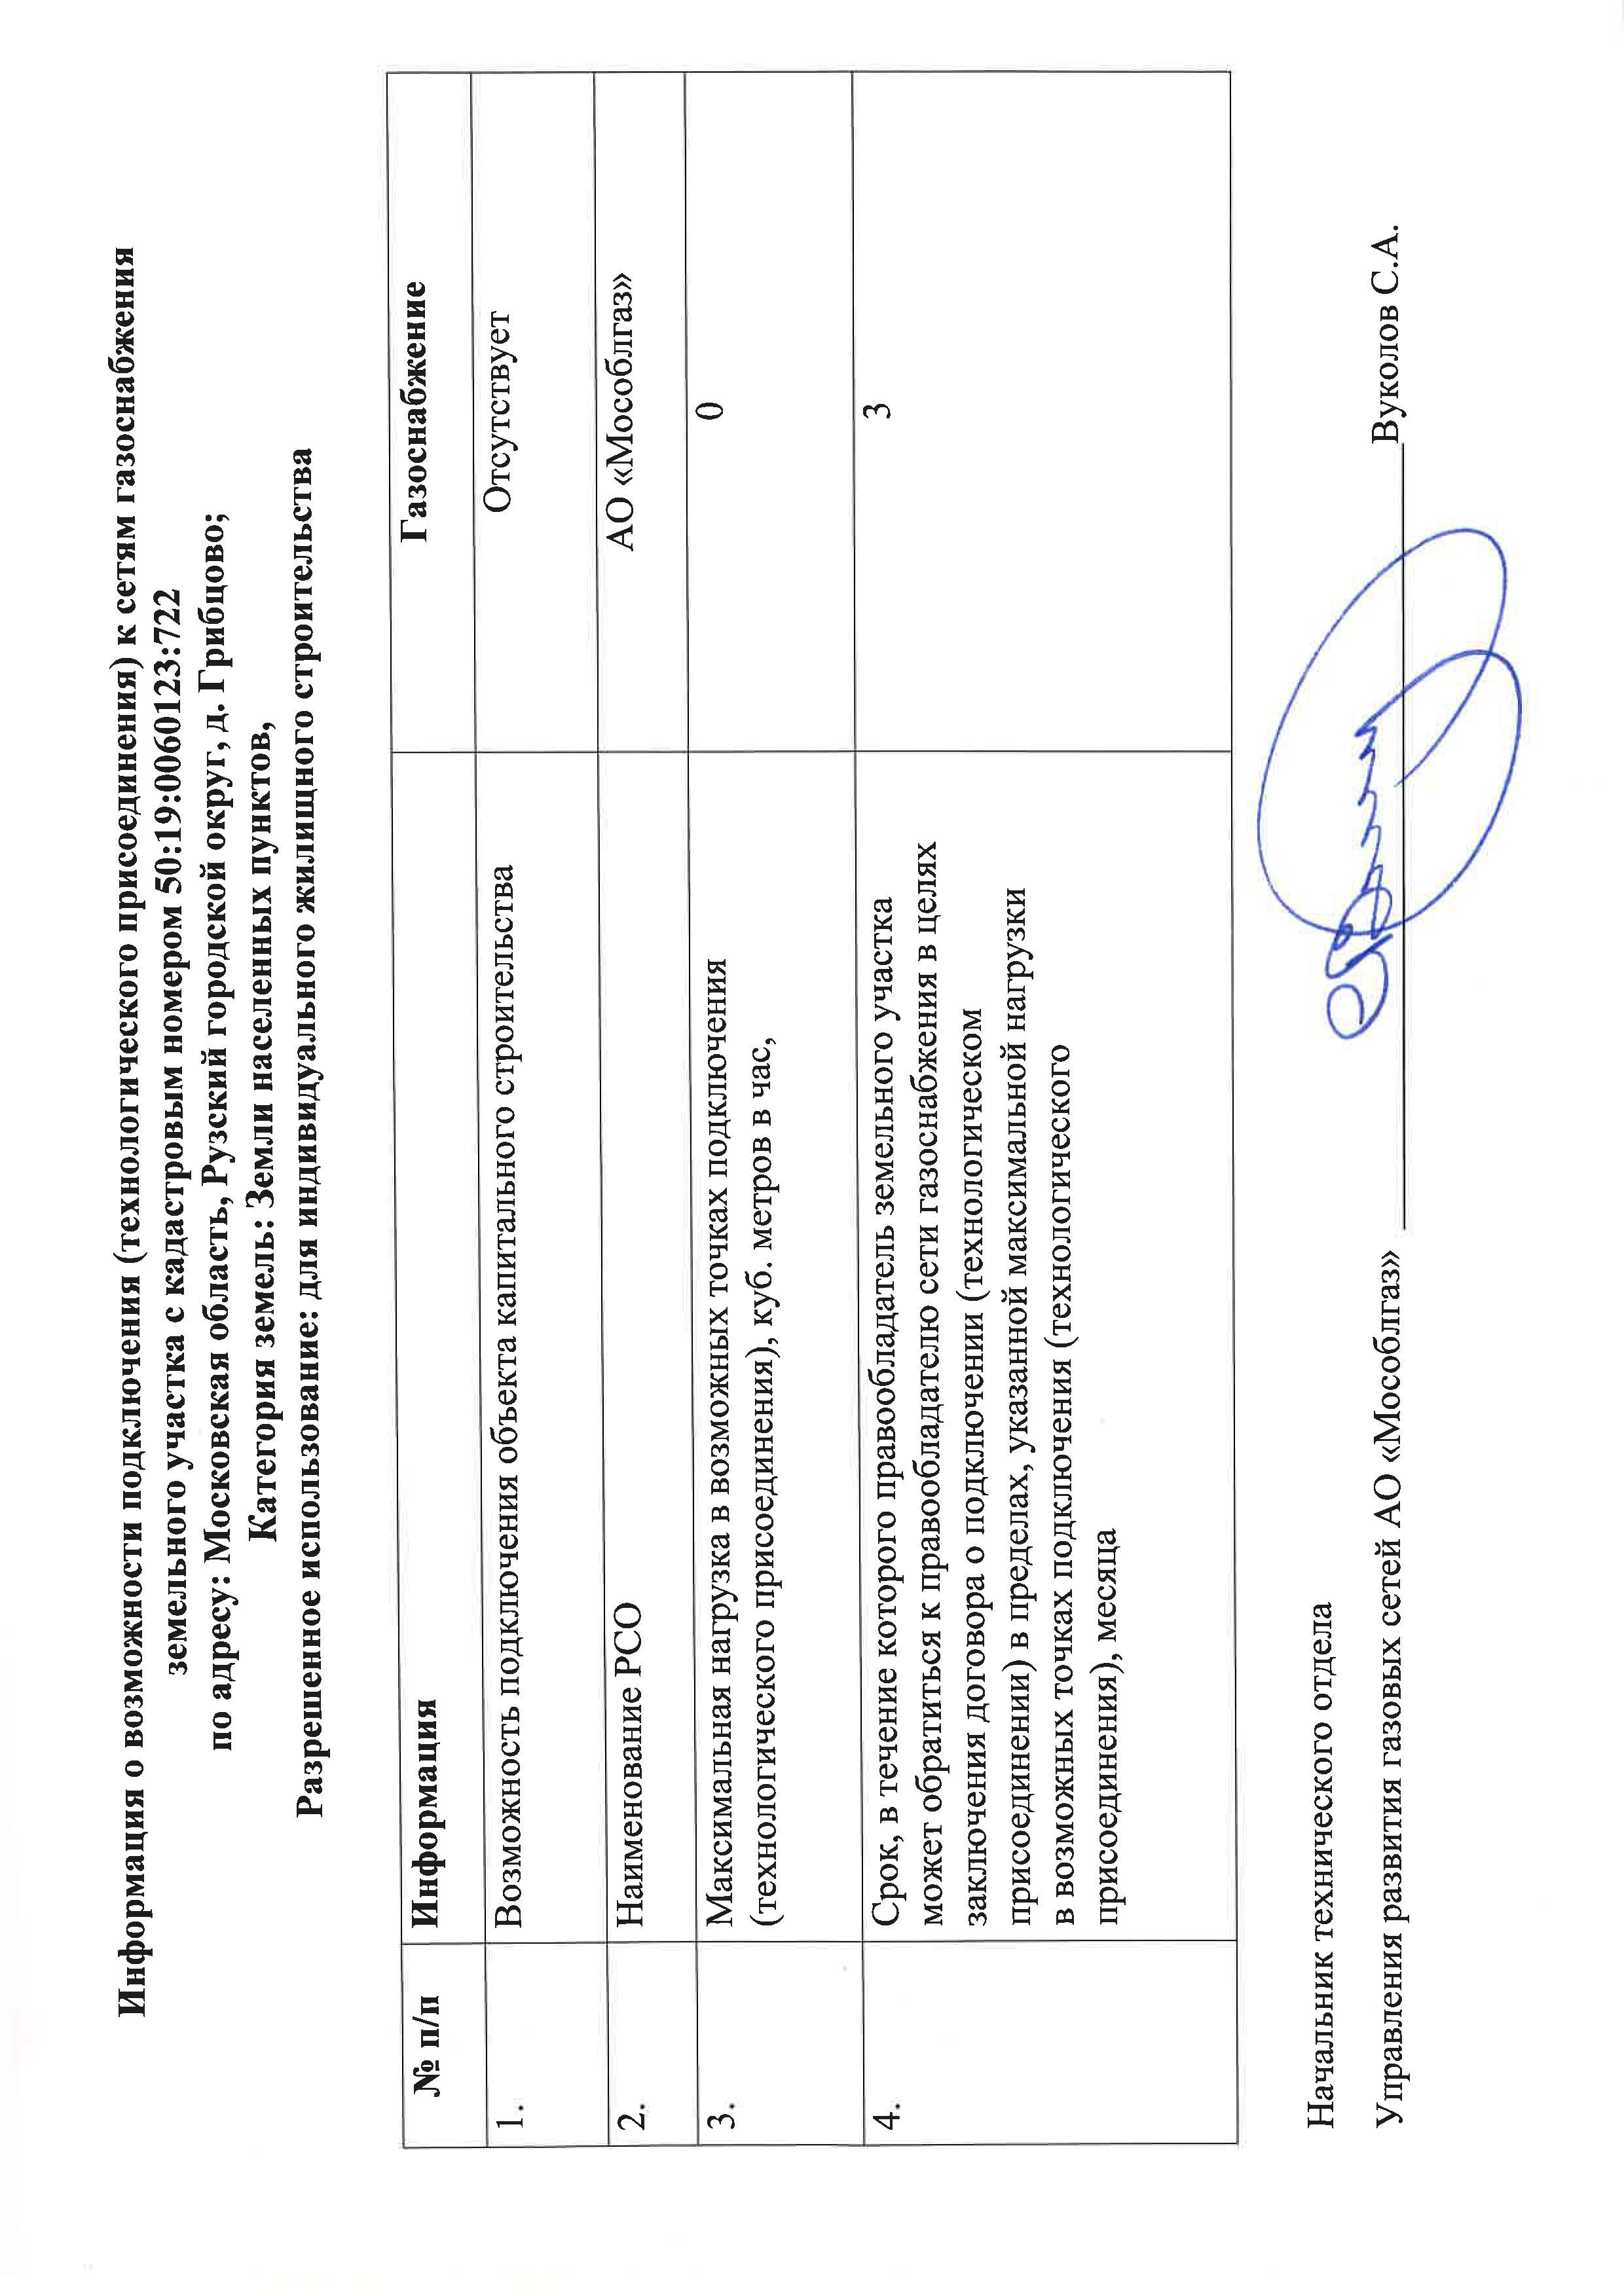 Информация о возможности подключения (технологического присоединения) к сетям газоснабжения
земельного участка с кадастровым номером 50:19:0060123:722
по адресу: Московская область, Рузский городской округ, д. Грибцово;
Категория земель: Земли населенных пунктов,
Разрешенное использование: для индивидуального жилищного строительства
№ п/п Информация Газоснабжение
1. Возможность подключения объекта капитального строительства Отсутствует
2. Наименование РСО АО «Мособлгаз»
3. Максимальная нагрузка в возможных точках подключения 0
(технологического присоединения), куб. метров в час,
4. Срок, в течение которого правообладатель земельного участка 3
может обратиться к правообладателю сети газоснабжения в целях
заключения договора о подключении (технологическом
присоединении) в пределах, указанной максимальной нагрузки
в возможных точках подключения (технологического
присоединения), месяца
Начальник технического отдела
Управления развития газовых сетей АО «Мособлгаз» Вуколов С.А.